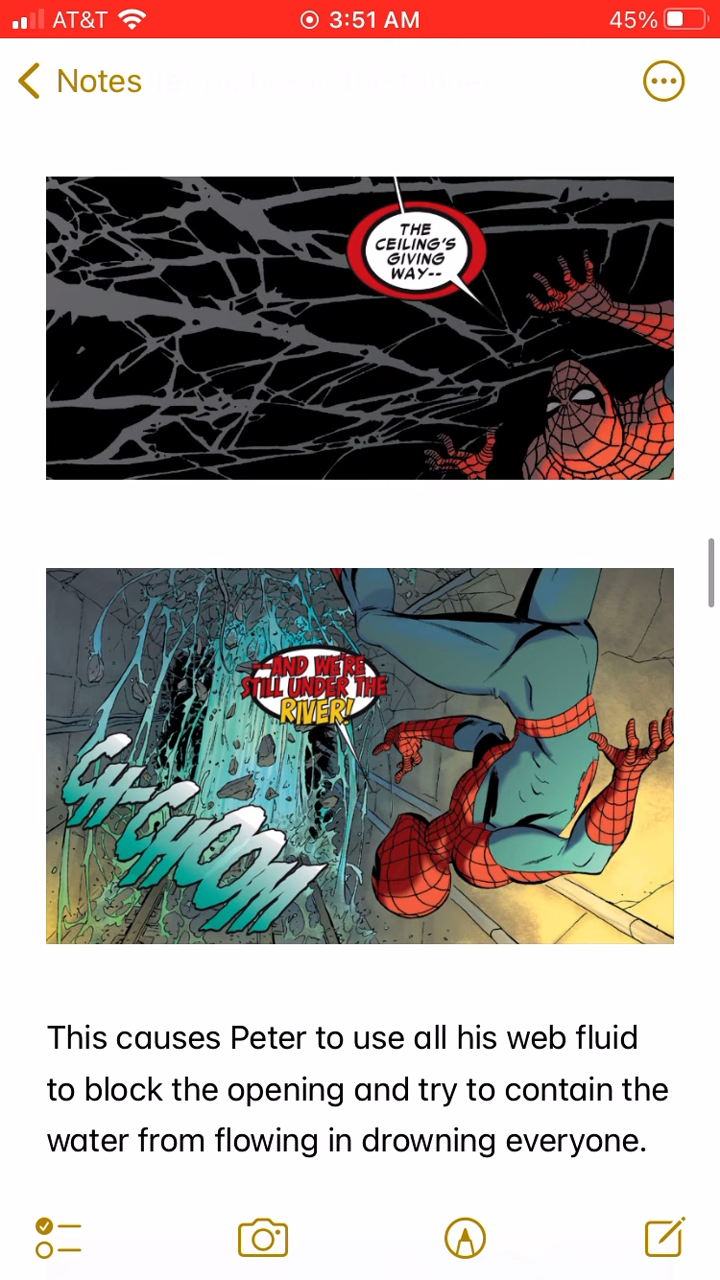 AT&T 3:51 AM 45%
Notes
THE
CEILING'S
GIVING
WAY--
--AND WE'RE
STILL UNDER THE
RIVER!
CH-CHOOM
This causes Peter to use all his web fluid
to block the opening and try to contain the
water from flowing in drowning everyone.